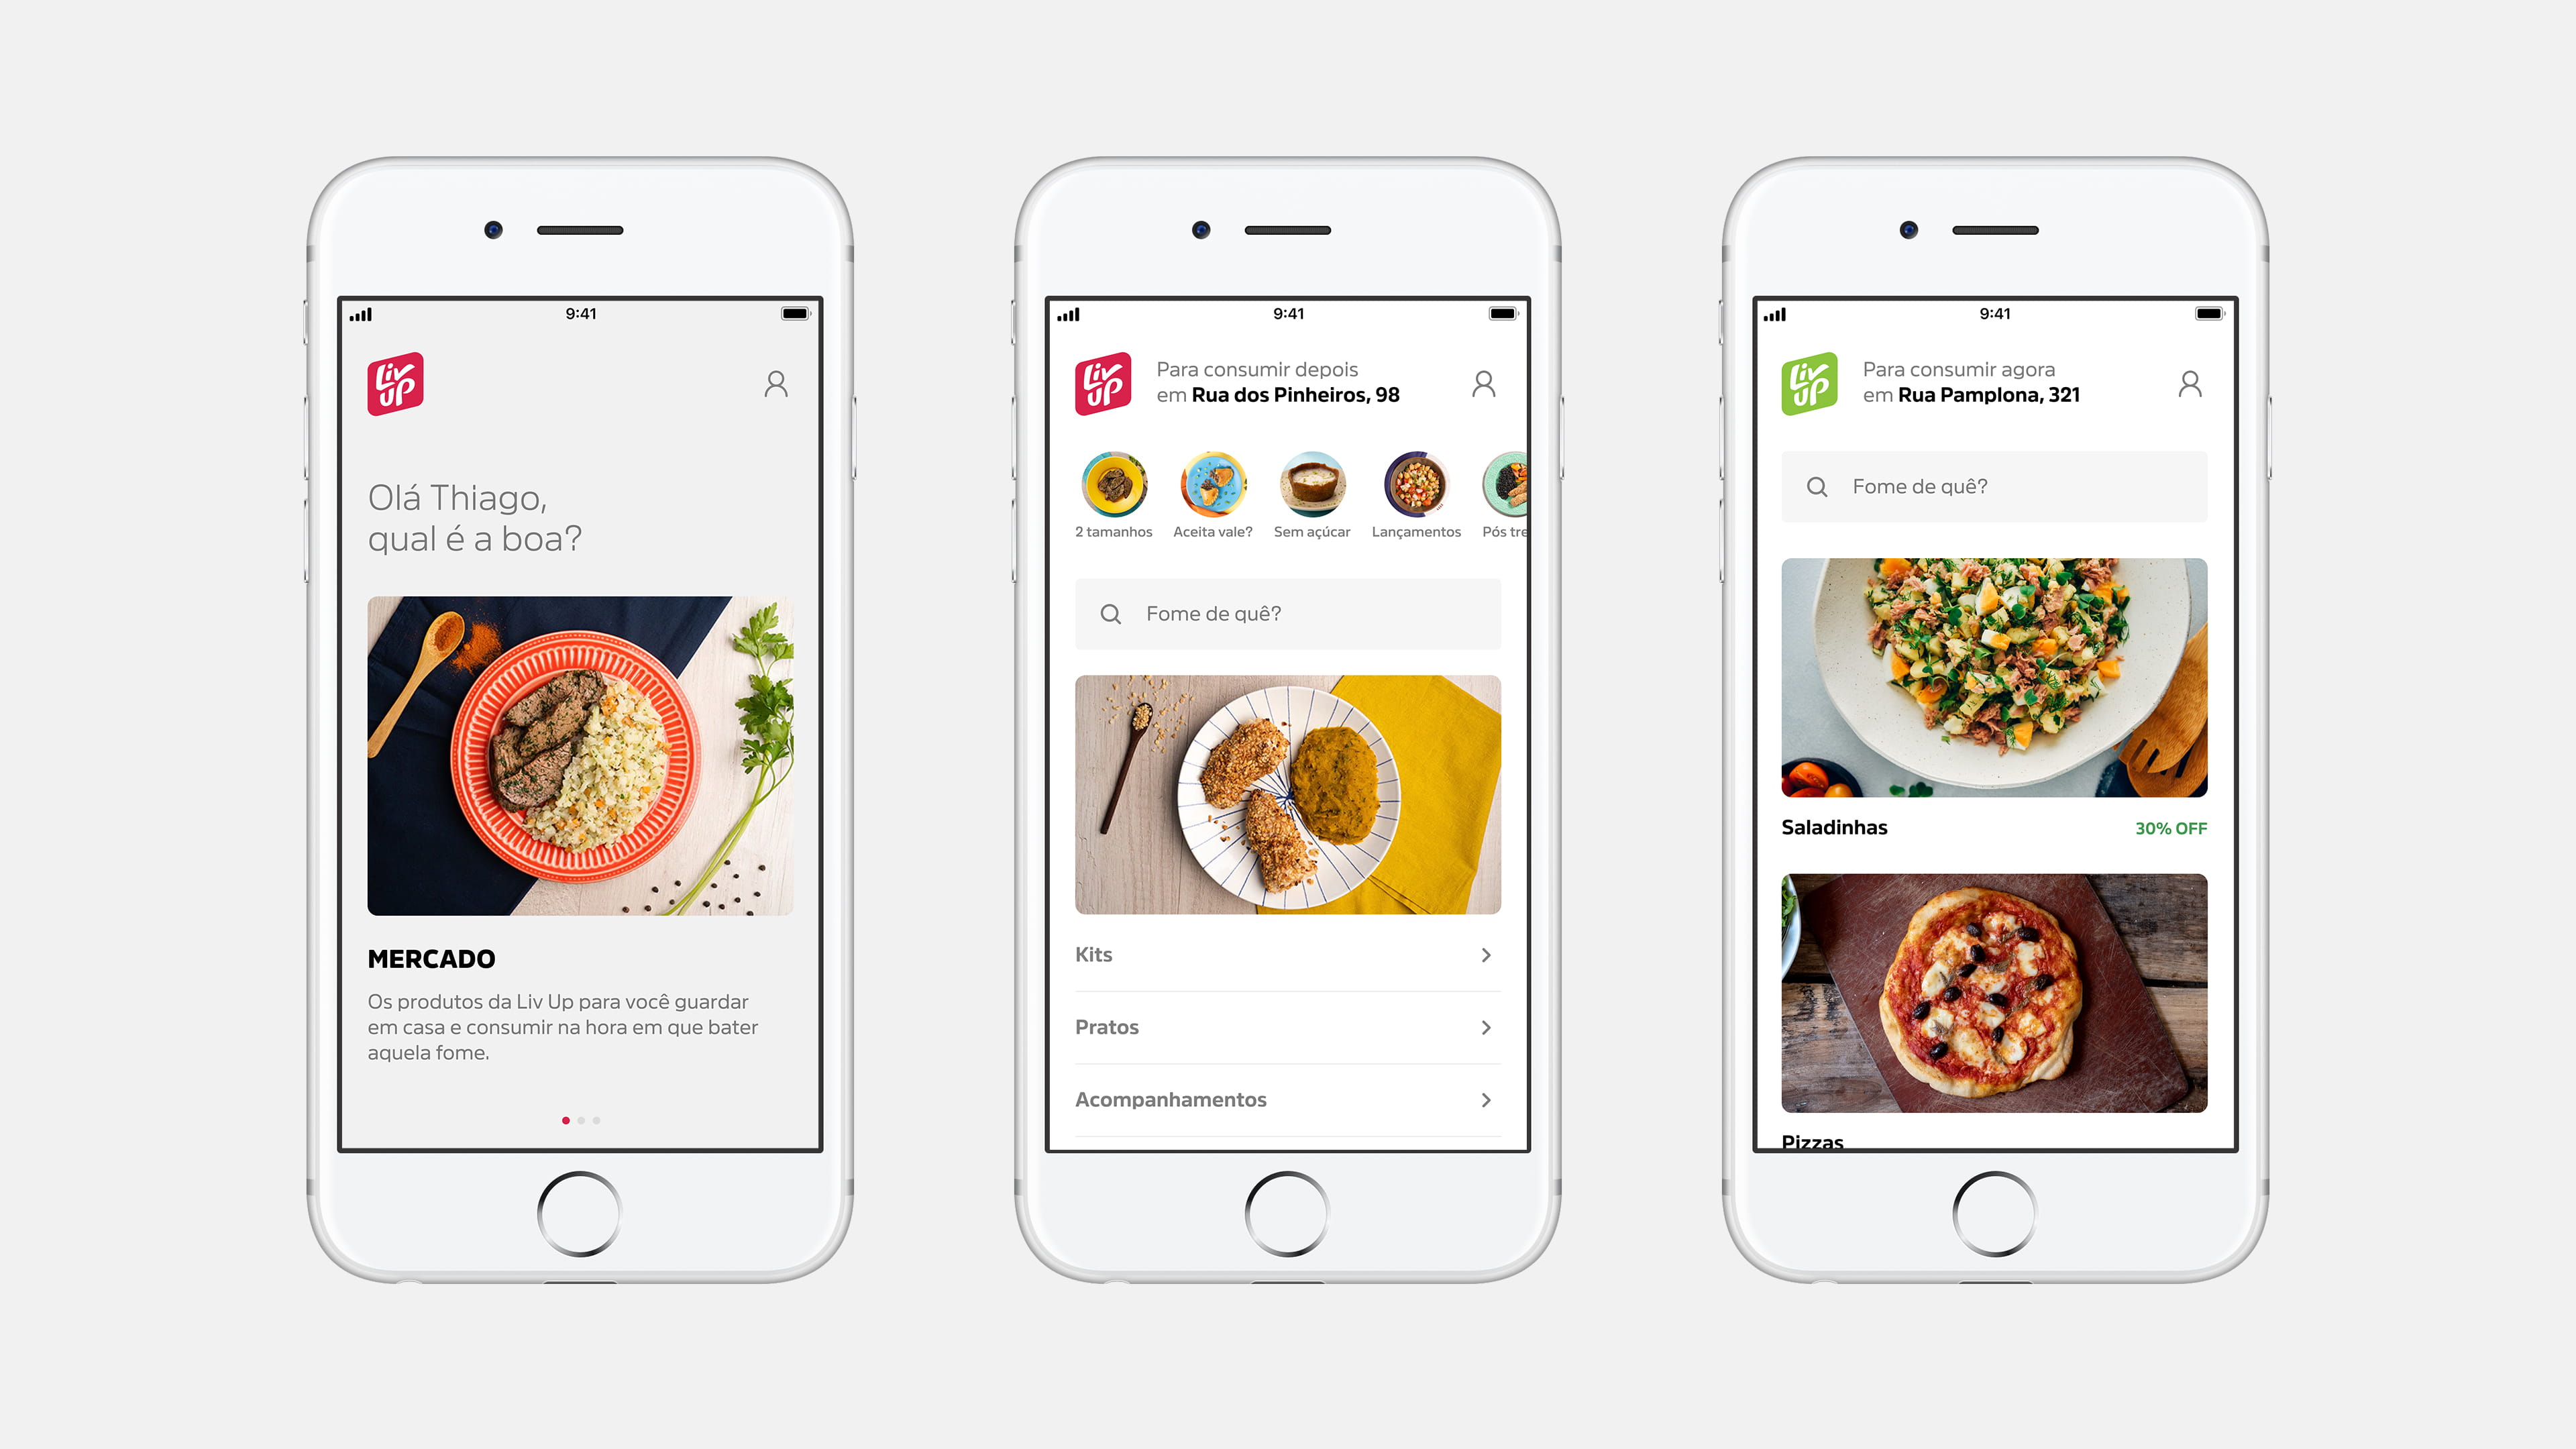 9:41
Liv
UP
Olá Thiago,
qual é a boa?
MERCADO
Os produtos da Liv Up para você guardar
em casa e consumir na hora em que bater
aquela fome.
9:41
Liv
UP
Para consumir depois
em Rua dos Pinheiros, 98
2 tamanhos
Aceita vale?
Sem açúcar
Lançamentos
Pós tre
Fome de quê?
Kits
Pratos
Acompanhamentos
9:41
Liv
UP
Para consumir agora
em Rua Pamplona, 321
Fome de quê?
Saladinhas
30% OFF
Pizzas